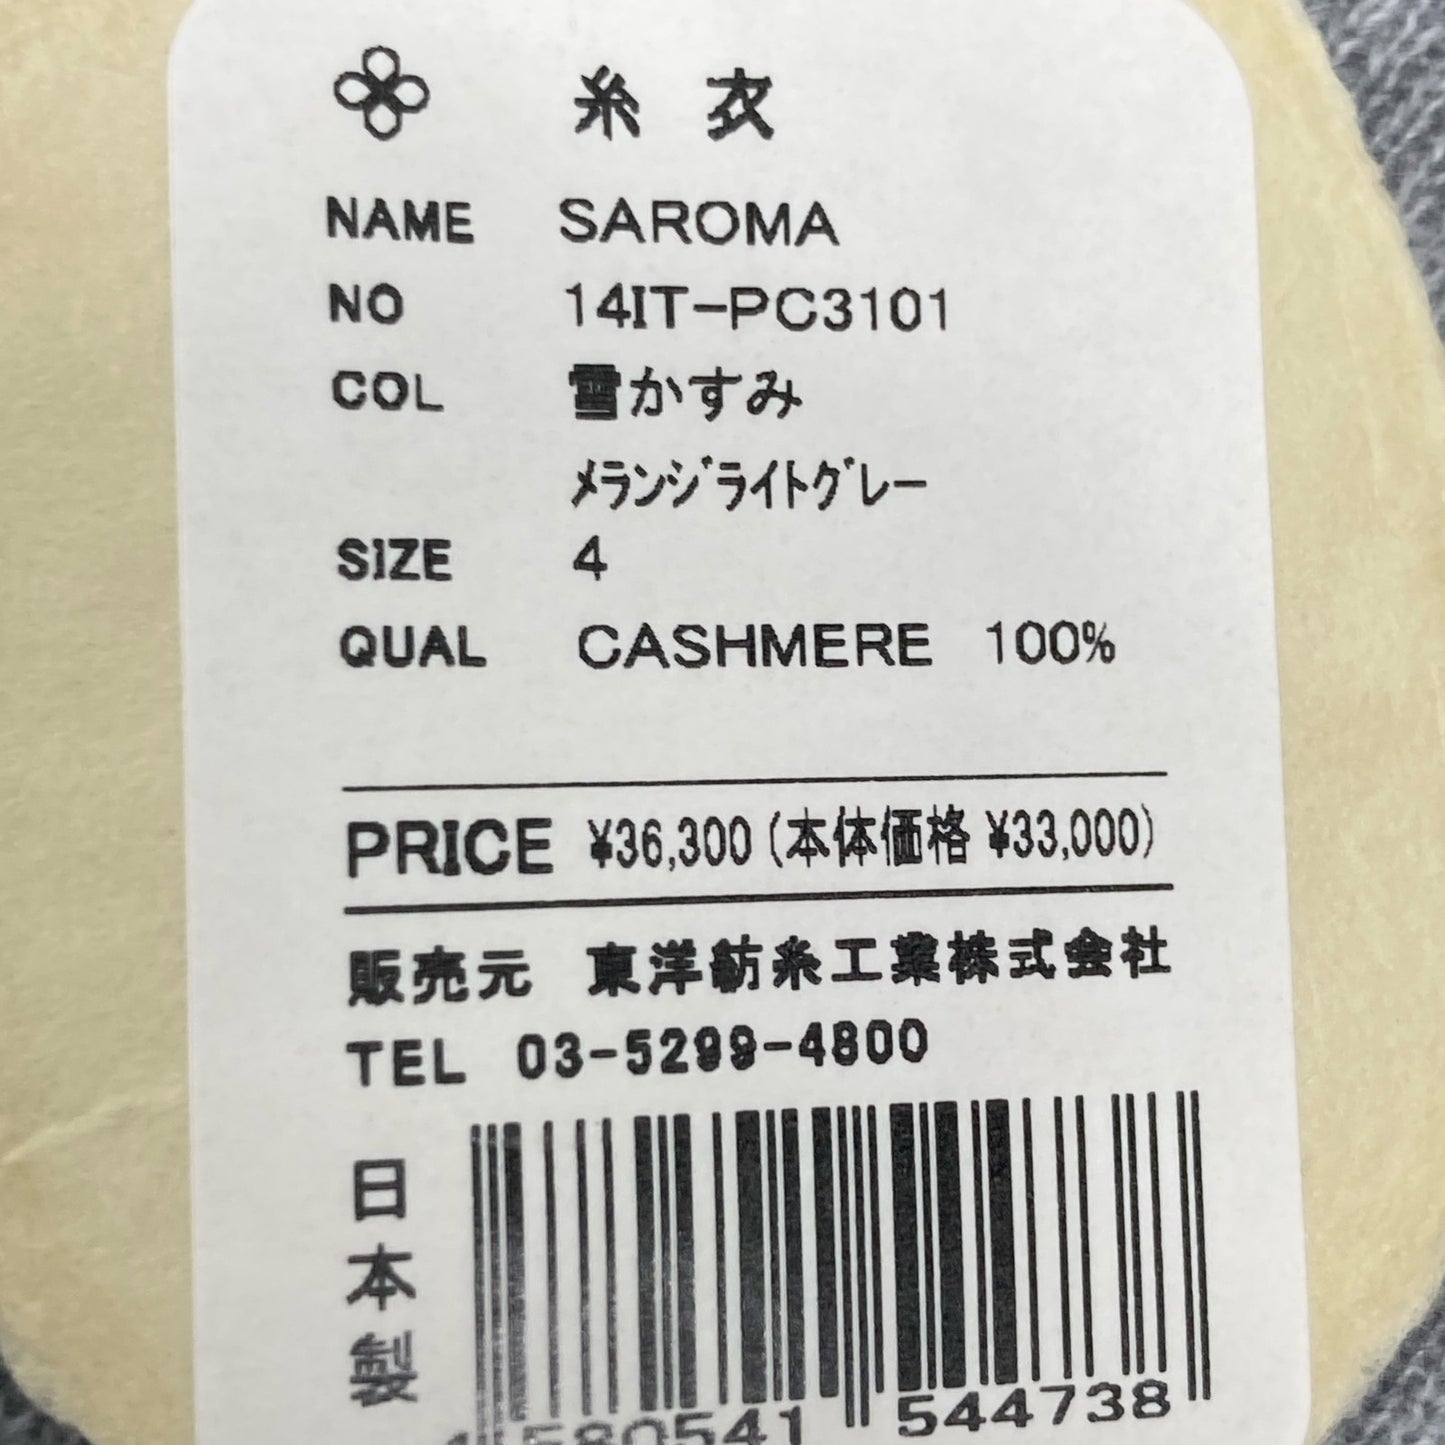 糸衣
NAME SAROMA
NO 14IT-PC3101
COL 雪かすみ
ﾒﾗﾝｼﾞﾗｲﾄｸﾞﾚｰ
SIZE 4
QUAL CASHMERE 100%
PRICE ¥36,300(本体価格 ¥33,000)
販売元 東洋紡糸工業株式会社
TEL 03-5299-4800
日本製
4580541 544738